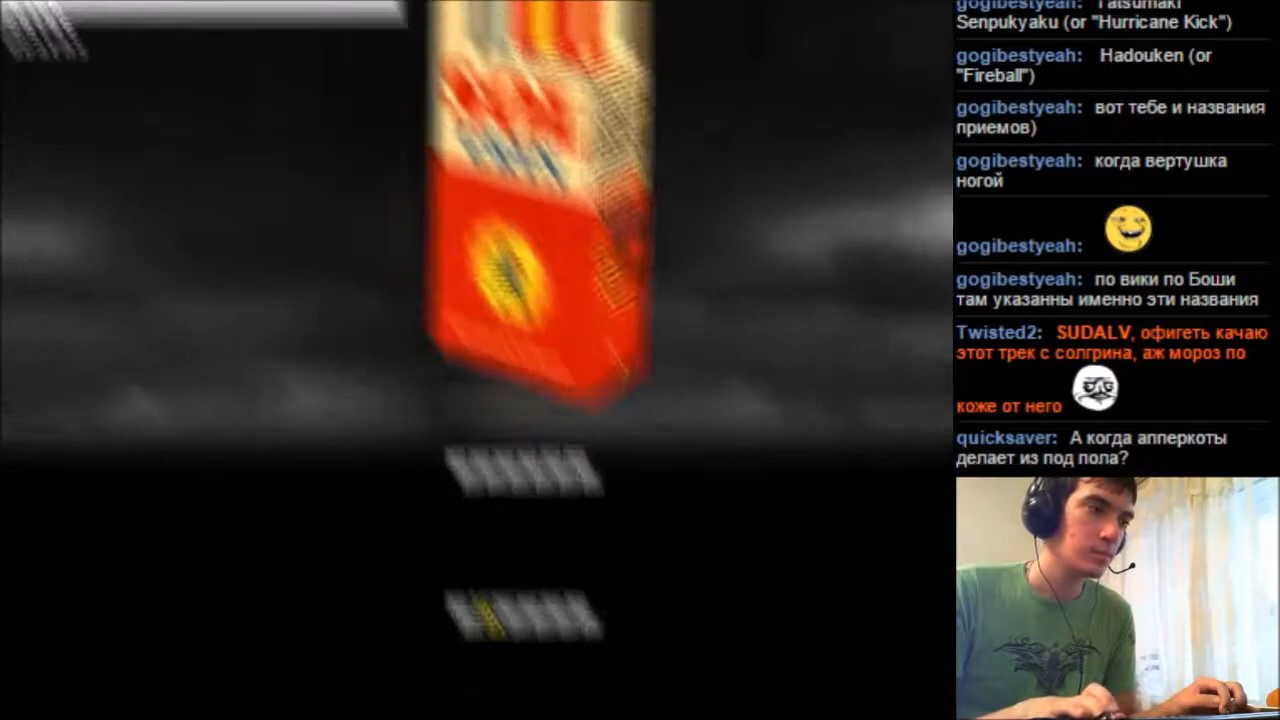 gogibestyeah: Tatsumaki
Senpukyaku (or "Hurricane Kick")
gogibestyeah: Hadouken (or
"Fireball")
gogibestyeah: вот тебе и названия
приемов)
gogibestyeah: когда вертушка
ногой
gogibestyeah:
gogibestyeah: по вики по Боши
там указанны именно эти названия
Twisted2: SUDALV, офигеть качаю
этот трек с солгрина, аж мороз по
коже от него
quicksaver: А когда апперкоты
делает из под пола?